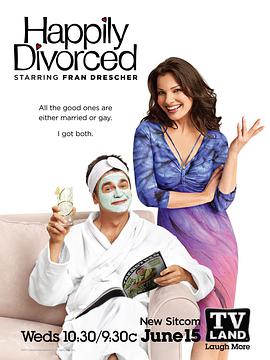 Happily
Divorced
STARRING FRAN DRESCHER
All the good ones are
either married or gay.
I got both.
New Sitcom
Weds 10:30/9:30c June 15
TV
LAND
Laugh More